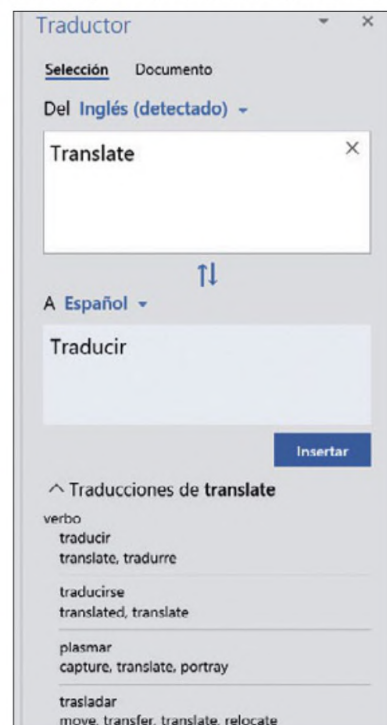 Traductor
Selección Documento
Del Inglés (detectado)
Translate
A Español
Traducir
Insertar
Traducciones de translate
verbo
traducir
translate, tradurre
traducirse
translated, translate
plasmar
capture, translate, portray
trasladar
move, transfer, translate, relocate